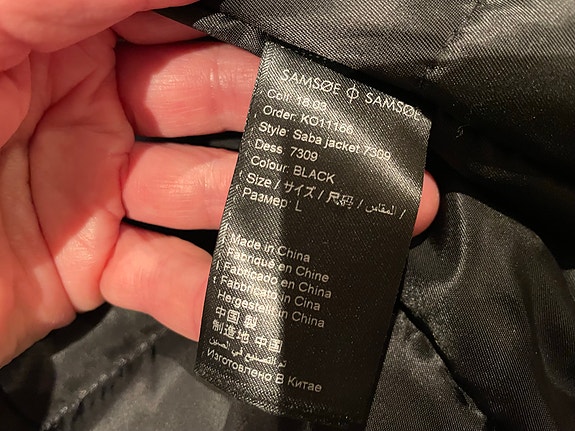 SAMSØE Φ SAMSØE
Coll: 18.03
Order: KO11166
Style: Saba jacket 7309
Dess: 7309
Colour: BLACK
Size / サイズ / 尺码 / المقاس /
Размер: L
Made in China
Fabriqué en Chine
Fabricado en China
Fabbricato in Cina
Hergestellt in China
中国 製
制造地 中国
تم التصنيع في الصين
Изготовлено В Китае